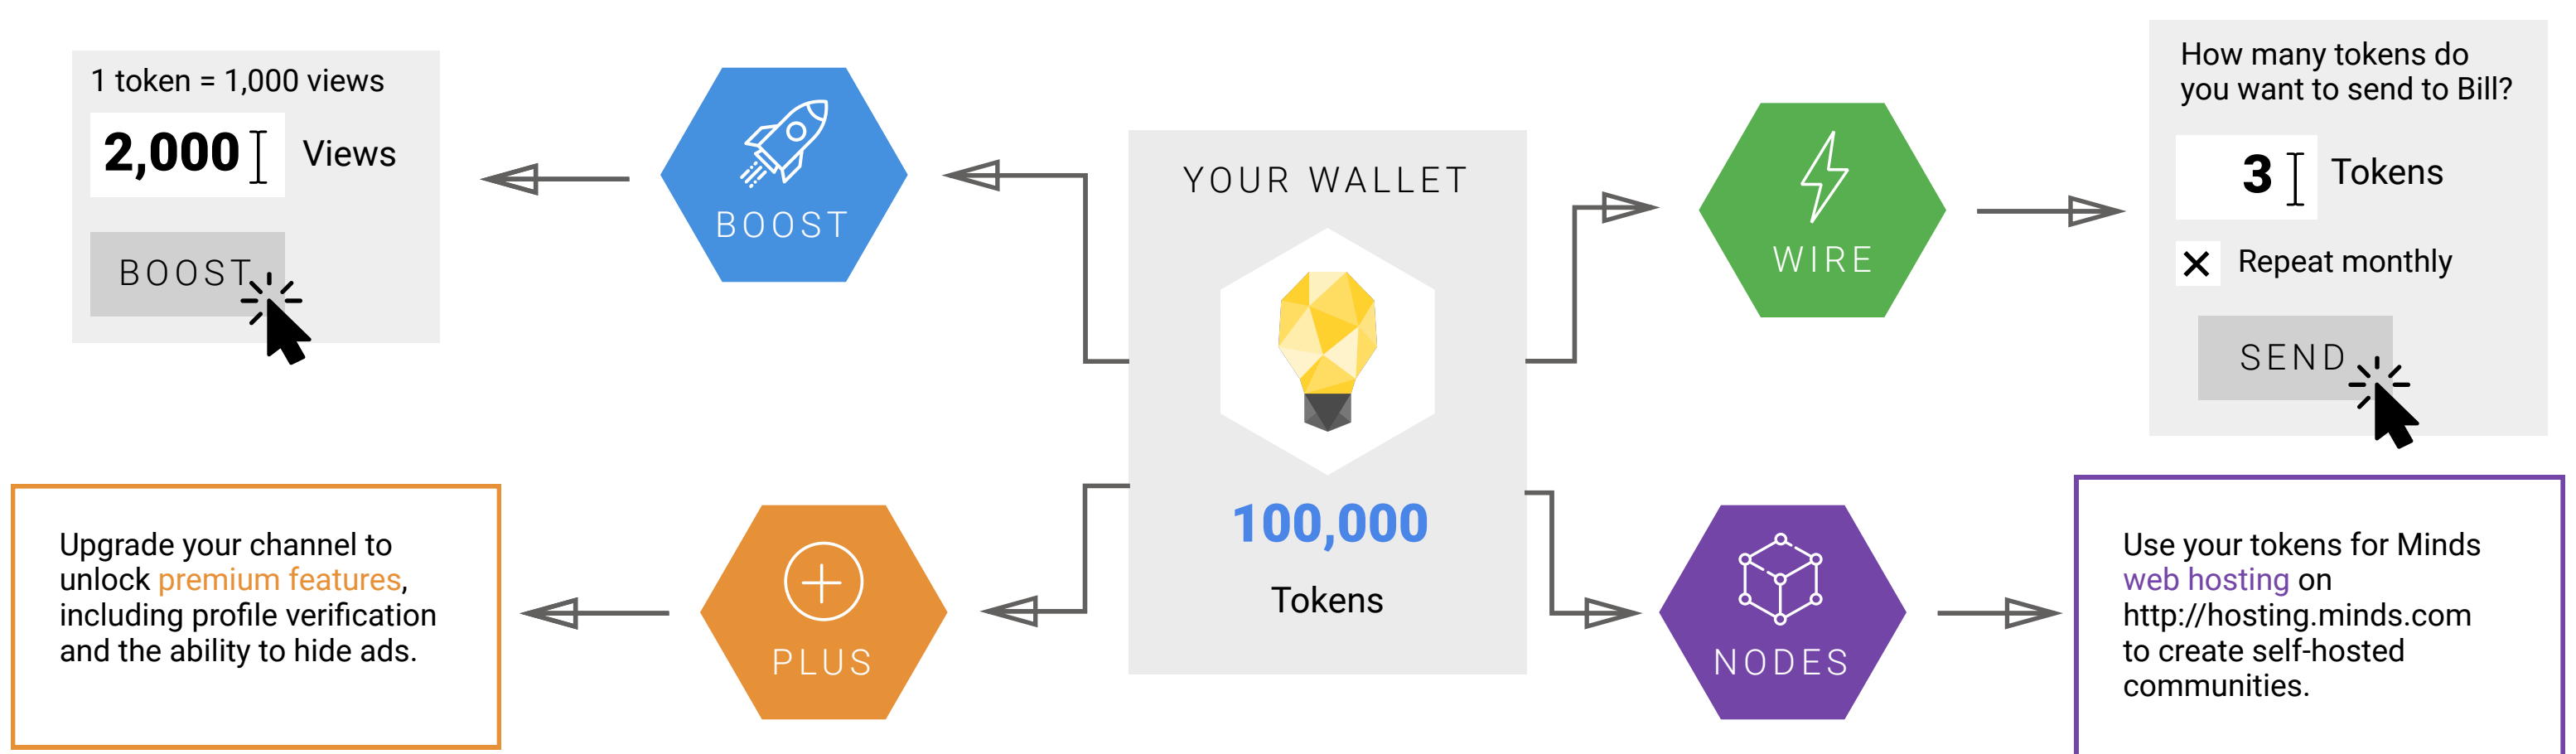 1 token = 1,000 views
2,000
Views
BOOST
BOOST
YOUR WALLET
100,000
Tokens
WIRE
How many tokens do
you want to send to Bill?
3
Tokens
Repeat monthly
SEND
Upgrade your channel to
unlock premium features,
including profile verification
and the ability to hide ads.
PLUS
NODES
Use your tokens for Minds
web hosting on
http://hosting.minds.com
to create self-hosted
communities.